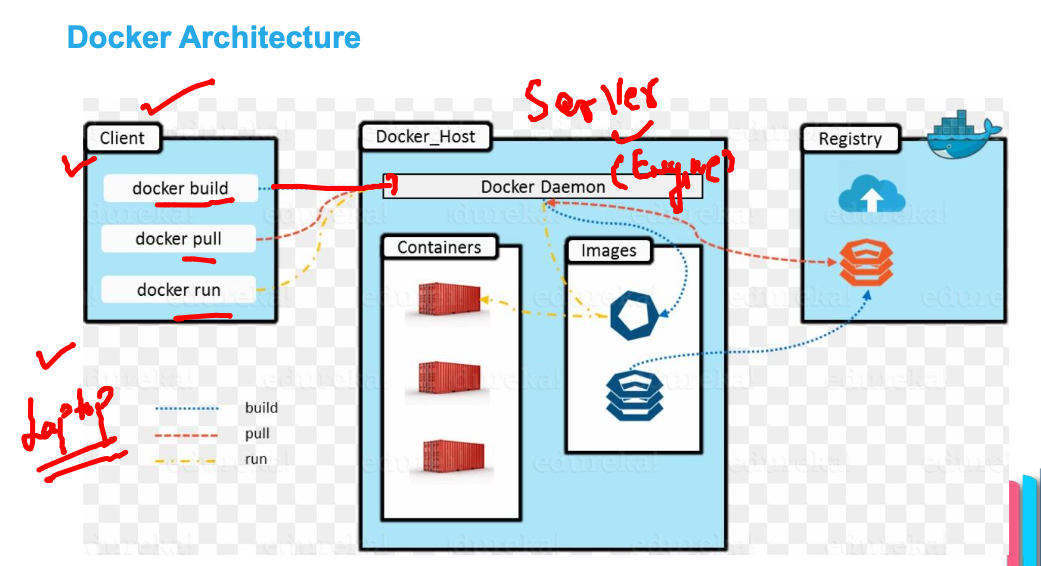 Docker Architecture
Server
Client
Docker_Host
Registry
(Engine)
docker build
Docker Daemon
docker pull
Containers
Images
docker run
Laptop
build
pull
run
edureka!